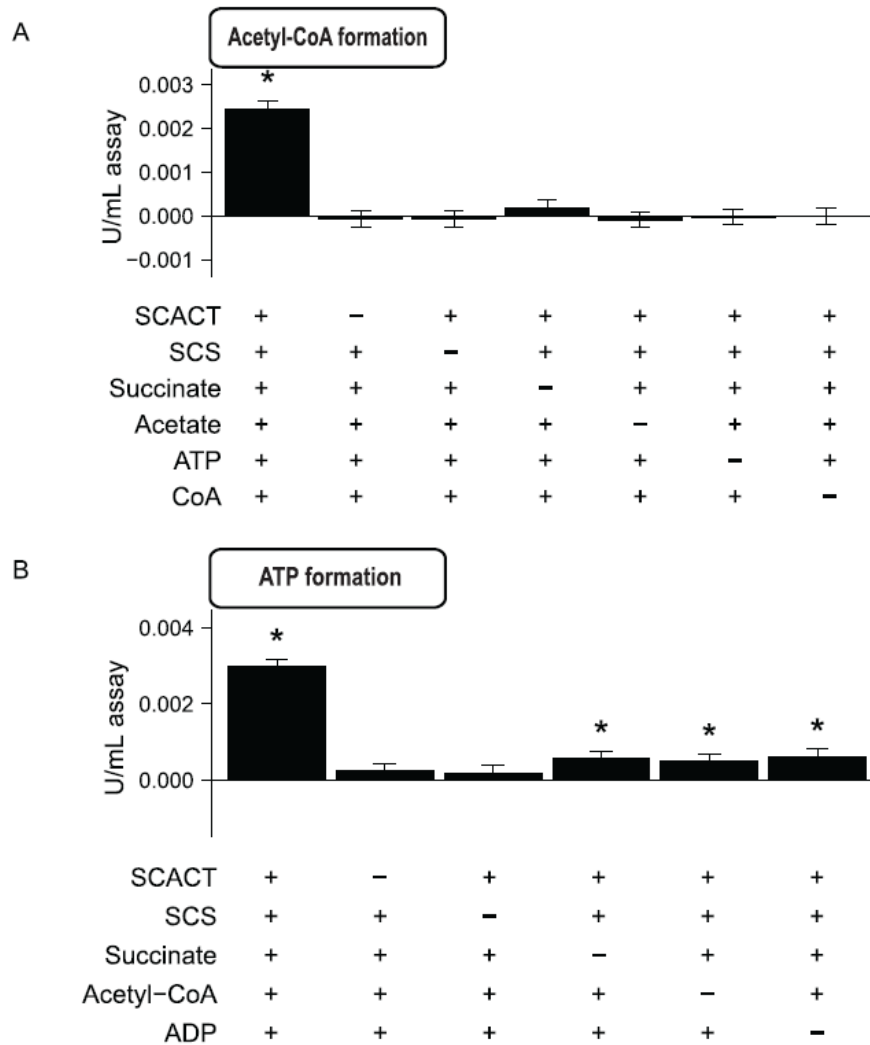 A
Acetyl-CoA formation
*
0.003
0.002
0.001
0.000
−0.001
U/mL assay
SCACT + − + + + + +
SCS + + − + + + +
Succinate + + + − + + +
Acetate + + + + − + +
ATP + + + + + − +
CoA + + + + + + −
B
ATP formation
* * * *
0.004
0.002
0.000
U/mL assay
SCACT + − + + + +
SCS + + − + + +
Succinate + + + − + +
Acetyl−CoA + + + + − +
ADP + + + + + −